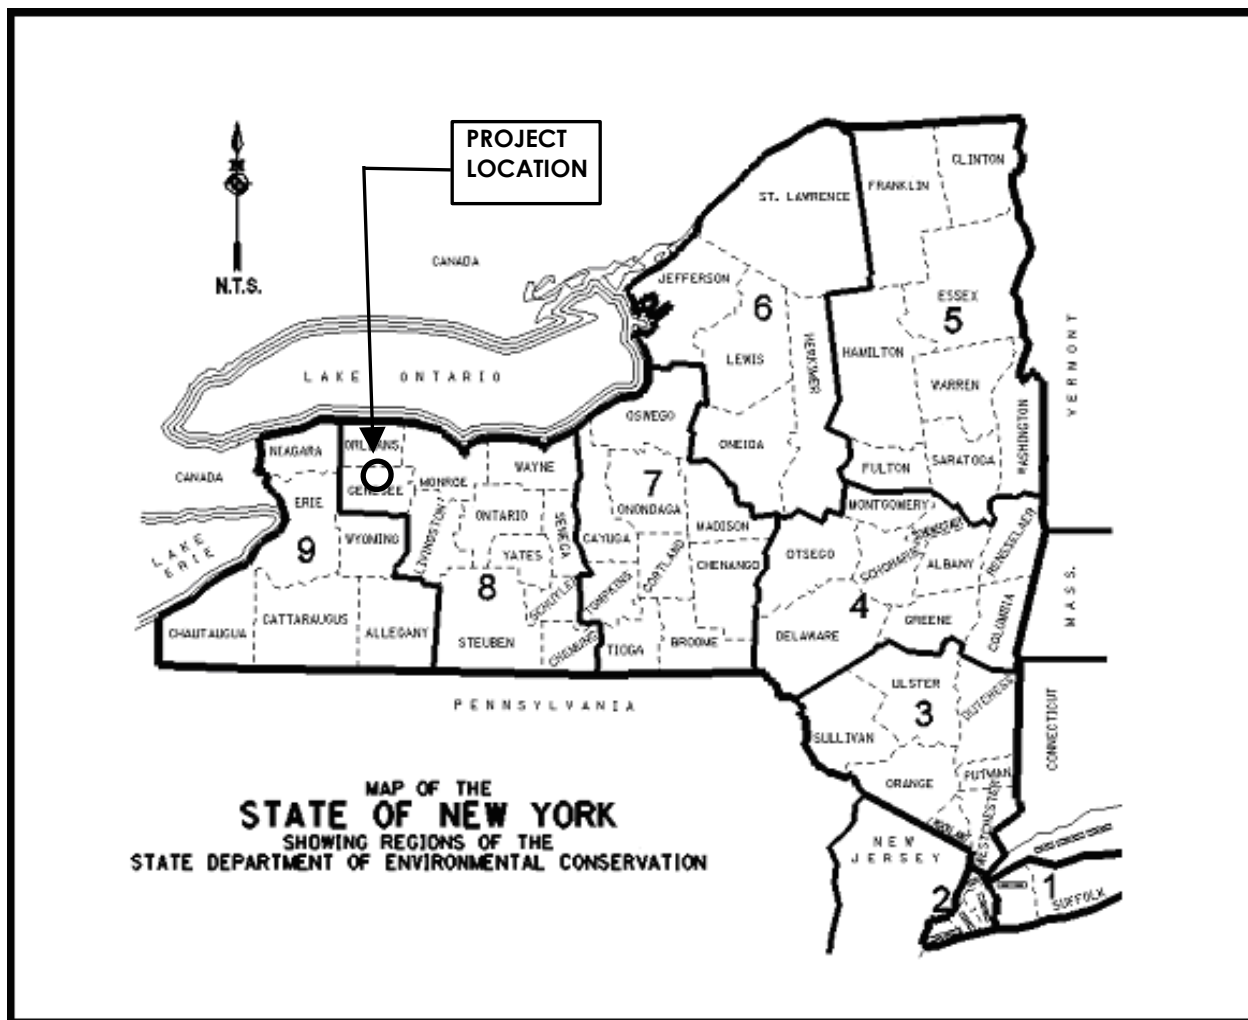 PROJECT
LOCATION
N.T.S.
CANADA
LAKE ONTARIO
CANADA
LAKE
ERIE
ST. LAWRENCE
FRANKLIN
CLINTON
JEFFERSON
6
ESSEX
5
LEWIS
HERKIMER
HAMILTON
WARREN
VERMONT
WASHINGTON
OSWEGO
ONEIDA
FULTON
SARATOGA
NIAGARA
ORLEANS
GENESEE
MONROE
WAYNE
7
ERIE
ONTARIO
SENECA
ONONDAGA
MADISON
MONTGOMERY
RENSSELAER
9
WYOMING
LIVINGSTON
YATES
CAYUGA
CORTLAND
CHENANGO
OTSEGO
SCHOHARIE
ALBANY
8
SCHUYLER
TOMPKINS
4
GREENE
COLUMBIA
MASS.
CHAUTAUGUA
CATTARAUGUS
ALLEGANY
STEUBEN
CHEMUNG
TIOGA
BROOME
DELAWARE
PENNSYLVANIA
ULSTER
3
DUTCHESS
SULLIVAN
CONNECTICUT
ORANGE
PUTMAN
WESTCHESTER
NEW
JERSEY
2
1
SUFFOLK
MAP OF THE
STATE OF NEW YORK
SHOWING REGIONS OF THE
STATE DEPARTMENT OF ENVIRONMENTAL CONSERVATION